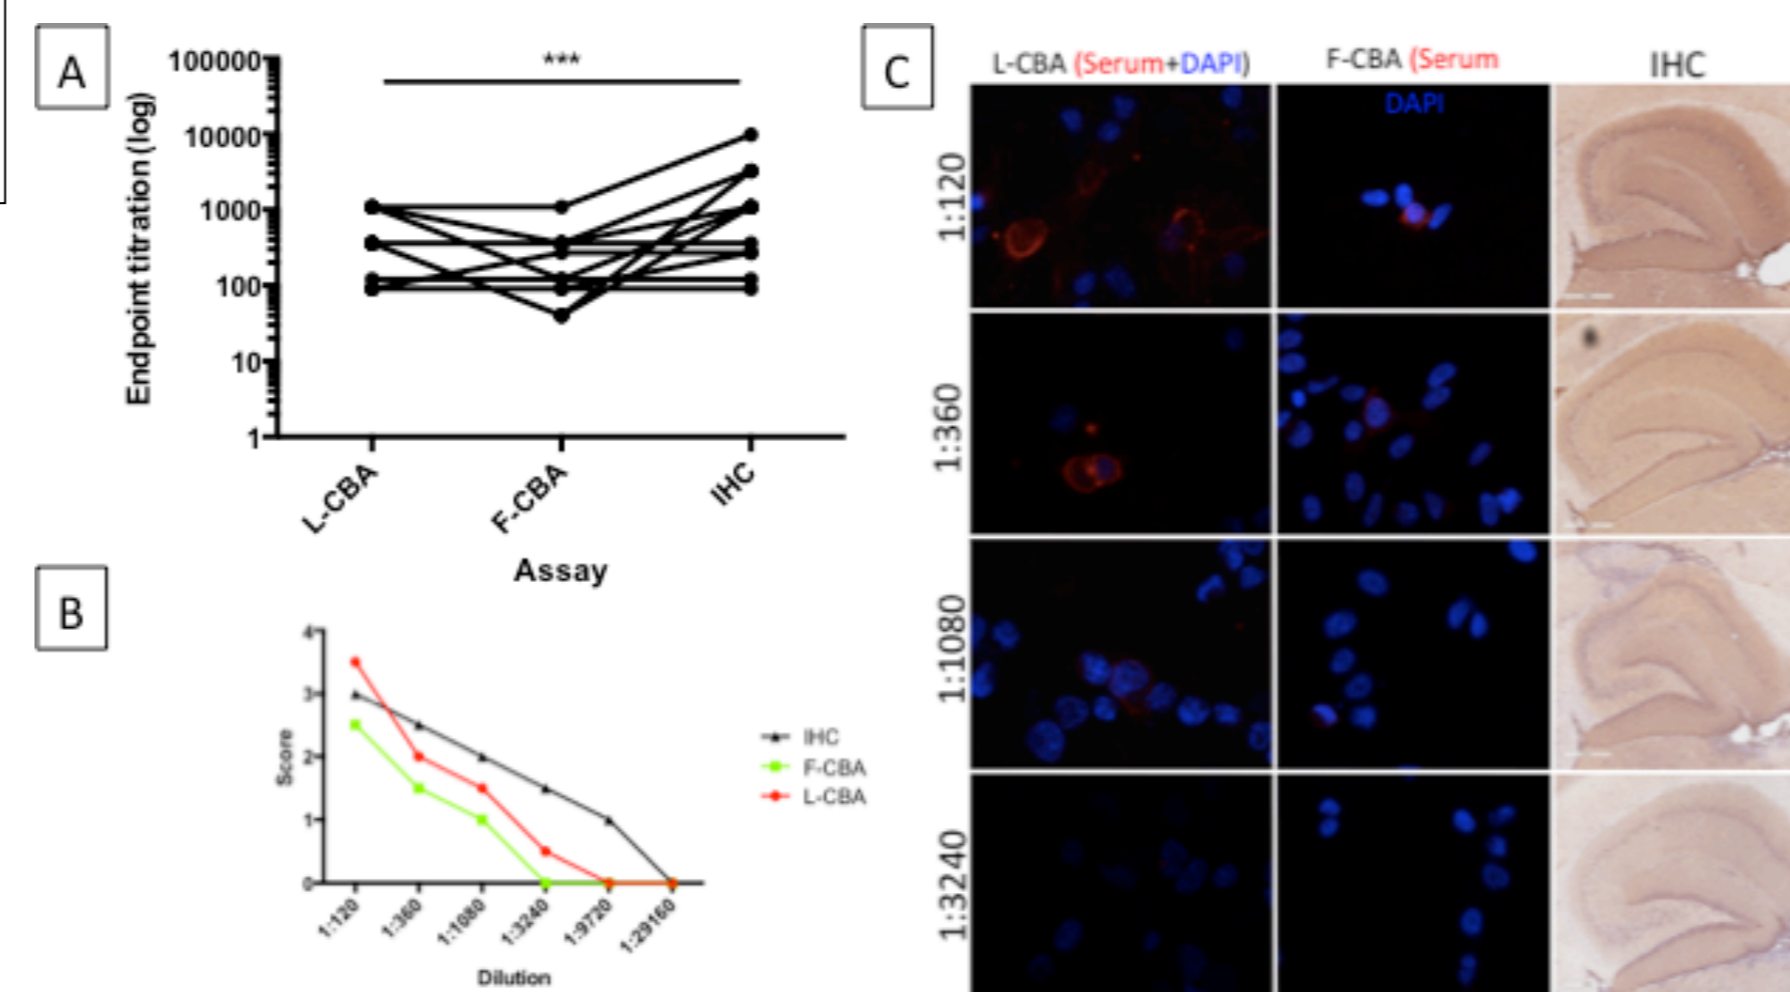 A
***
100000
10000
1000
100
10
1
Endpoint titration (log)
L-CBA
F-CBA
IHC
Assay
B
4
3
2
1
0
Score
1:120
1:360
1:1080
1:3240
1:9720
1:29160
Dilution
IHC
F-CBA
L-CBA
C
L-CBA (Serum+DAPI)
F-CBA (Serum
DAPI
IHC
1:120
1:360
1:1080
1:3240